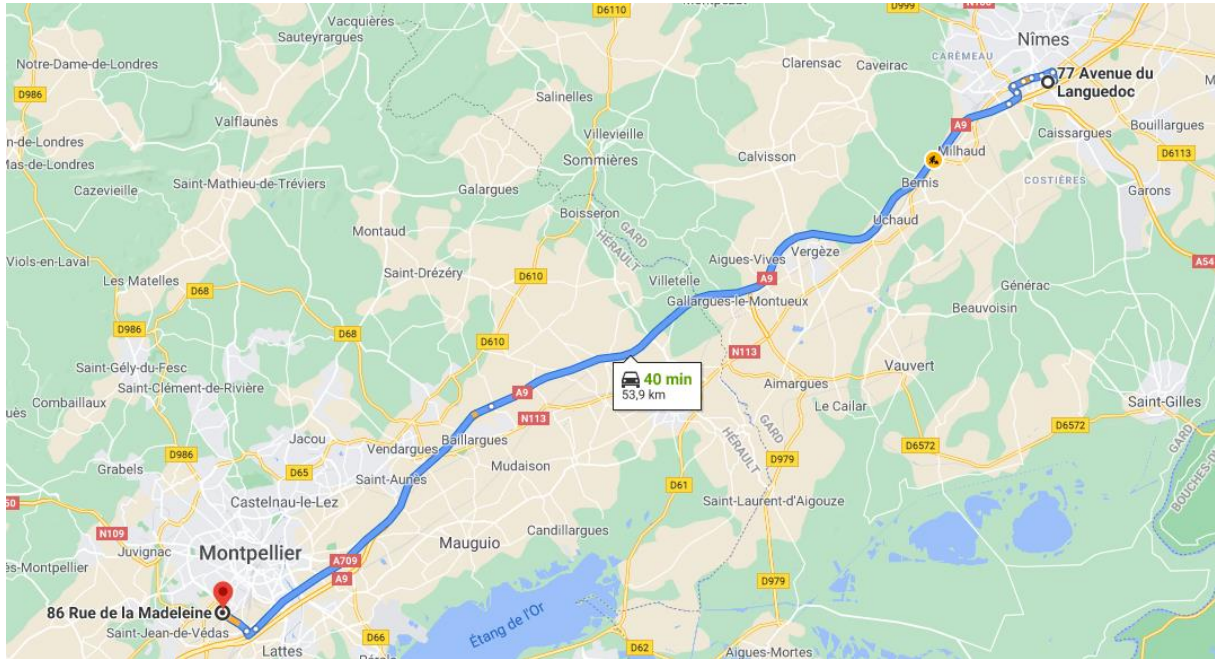 D6110
D999
Vacquières
Sauteyrargues
Nîmes
Notre-Dame-de-Londres
Clarensac
Caveirac
CARÉMEAU
77 Avenue du
Languedoc
D986
Salinelles
Valflaunès
A9
Caissargues
Bouillargues
n-de-Londres
Villevieille
Calvisson
Milhaud
D6113
Mas-de-Londres
Sommières
Cazevieille
Saint-Mathieu-de-Tréviers
Galargues
Bernis
COSTIÈRES
Garons
Boisseron
Uchaud
Montaud
GARD
HÉRAULT
Viols-en-Laval
Saint-Drézéry
D610
Aigues-Vives
Vergèze
A54
Les Matelles
D68
Villetelle
A9
Générac
Gallargues-le-Montueux
Beauvoisin
D986
D68
D610
N113
Saint-Gély-du-Fesc
40 min
53,9 km
Vauvert
Saint-Clément-de-Rivière
Aimargues
Combaillaux
A9
Le Cailar
Saint-Gilles
N113
D6572
Jacou
Baillargues
GARD
HÉRAULT
D6572
GARD
Grabels
D986
Vendargues
Mudaison
D979
D65
Saint-Aunès
D61
Saint-Laurent-d'Aigouze
Castelnau-le-Lez
N109
Candillargues
Juvignac
Montpellier
Mauguio
A709
A9
D979
86 Rue de la Madeleine
Étang de l'Or
Saint-Jean-de-Védas
D66
Lattes
D62
Aigues-Mortes